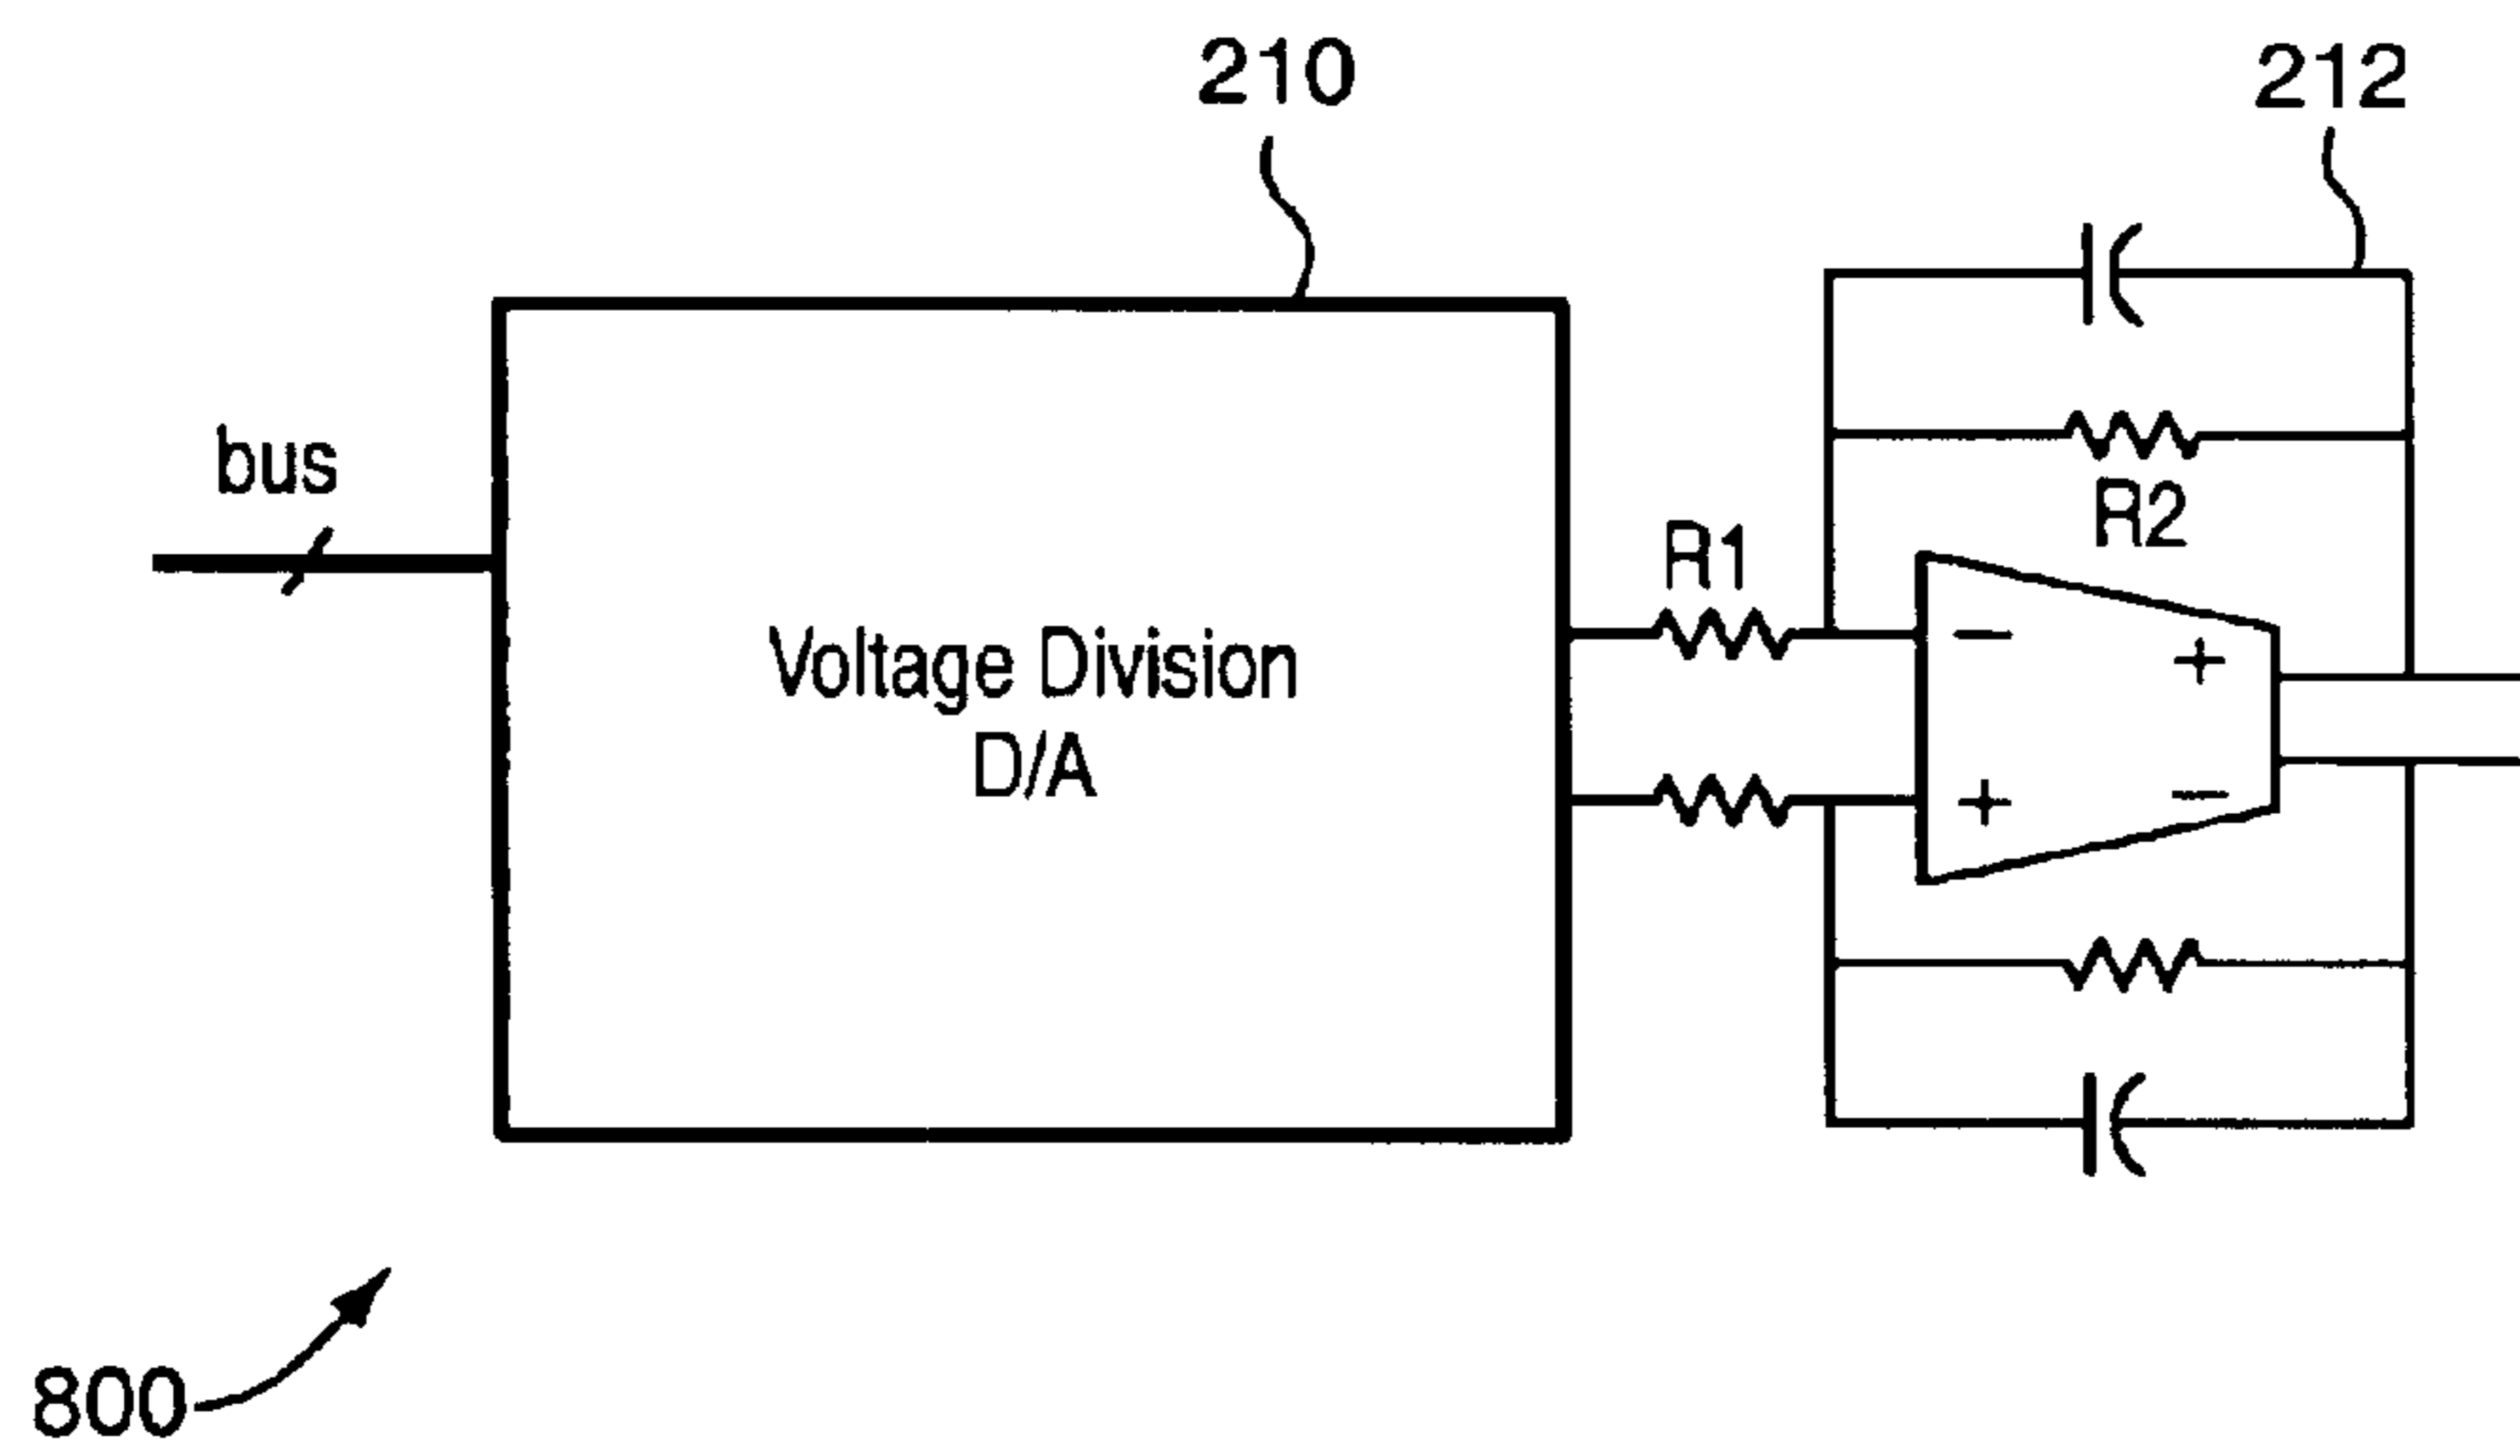 210
212
bus
R2
R1
Voltage Division
D/A
−
+
+
−
800